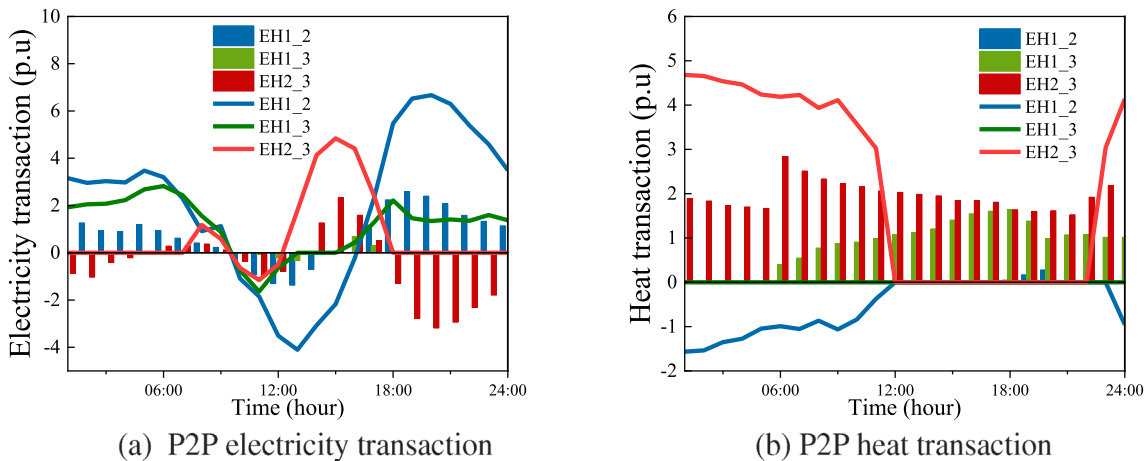 Electricity transaction (p.u)
10
8
6
4
2
0
-2
-4
EH1_2
EH1_3
EH2_3
EH1_2
EH1_3
EH2_3
06:00 12:00 18:00 24:00
Time (hour)
(a) P2P electricity transaction
Heat transaction (p.u)
6
5
4
3
2
1
0
-1
-2
EH1_2
EH1_3
EH2_3
EH1_2
EH1_3
EH2_3
06:00 12:00 18:00 24:00
Time (hour)
(b) P2P heat transaction